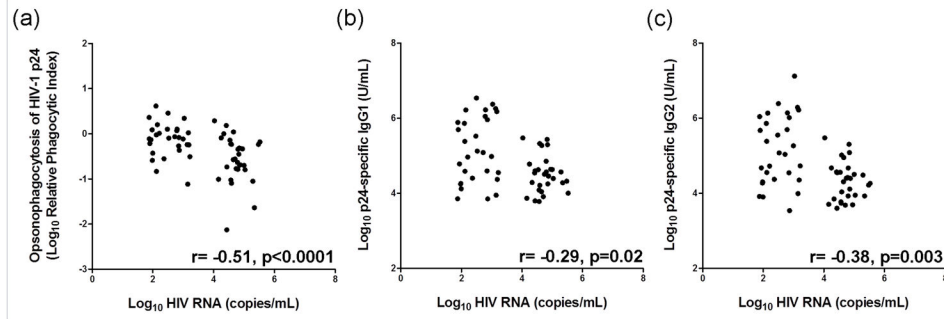 (a)
Opsonophagocytosis of HIV-1 p24
(Log10 Relative Phagocytic Index)
2
1
0
-1
-2
-3
0
2
4
6
8
r= -0.51, p<0.0001
Log10 HIV RNA (copies/mL)
(b)
Log10 p24-specific IgG1 (U/mL)
8
6
4
2
0
2
4
6
8
r= -0.29, p=0.02
Log10 HIV RNA (copies/mL)
(c)
Log10 p24-specific IgG2 (U/mL)
8
6
4
2
0
2
4
6
8
r= -0.38, p=0.003
Log10 HIV RNA (copies/mL)